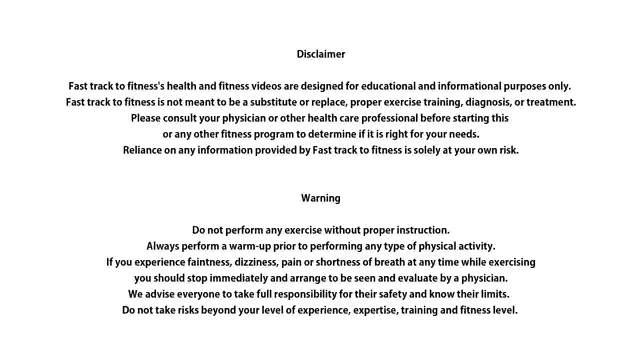 Disclaimer
Fast track to fitness's health and fitness videos are designed for educational and informational purposes only.
Fast track to fitness is not meant to be a substitute or replace, proper exercise training, diagnosis, or treatment.
Please consult your physician or other health care professional before starting this
or any other fitness program to determine if it is right for your needs.
Reliance on any information provided by Fast track to fitness is solely at your own risk.
Warning
Do not perform any exercise without proper instruction.
Always perform a warm-up prior to performing any type of physical activity.
If you experience faintness, dizziness, pain or shortness of breath at any time while exercising
you should stop immediately and arrange to be seen and evaluate by a physician.
We advise everyone to take full responsibility for their safety and know their limits.
Do not take risks beyond your level of experience, expertise, training and fitness level.